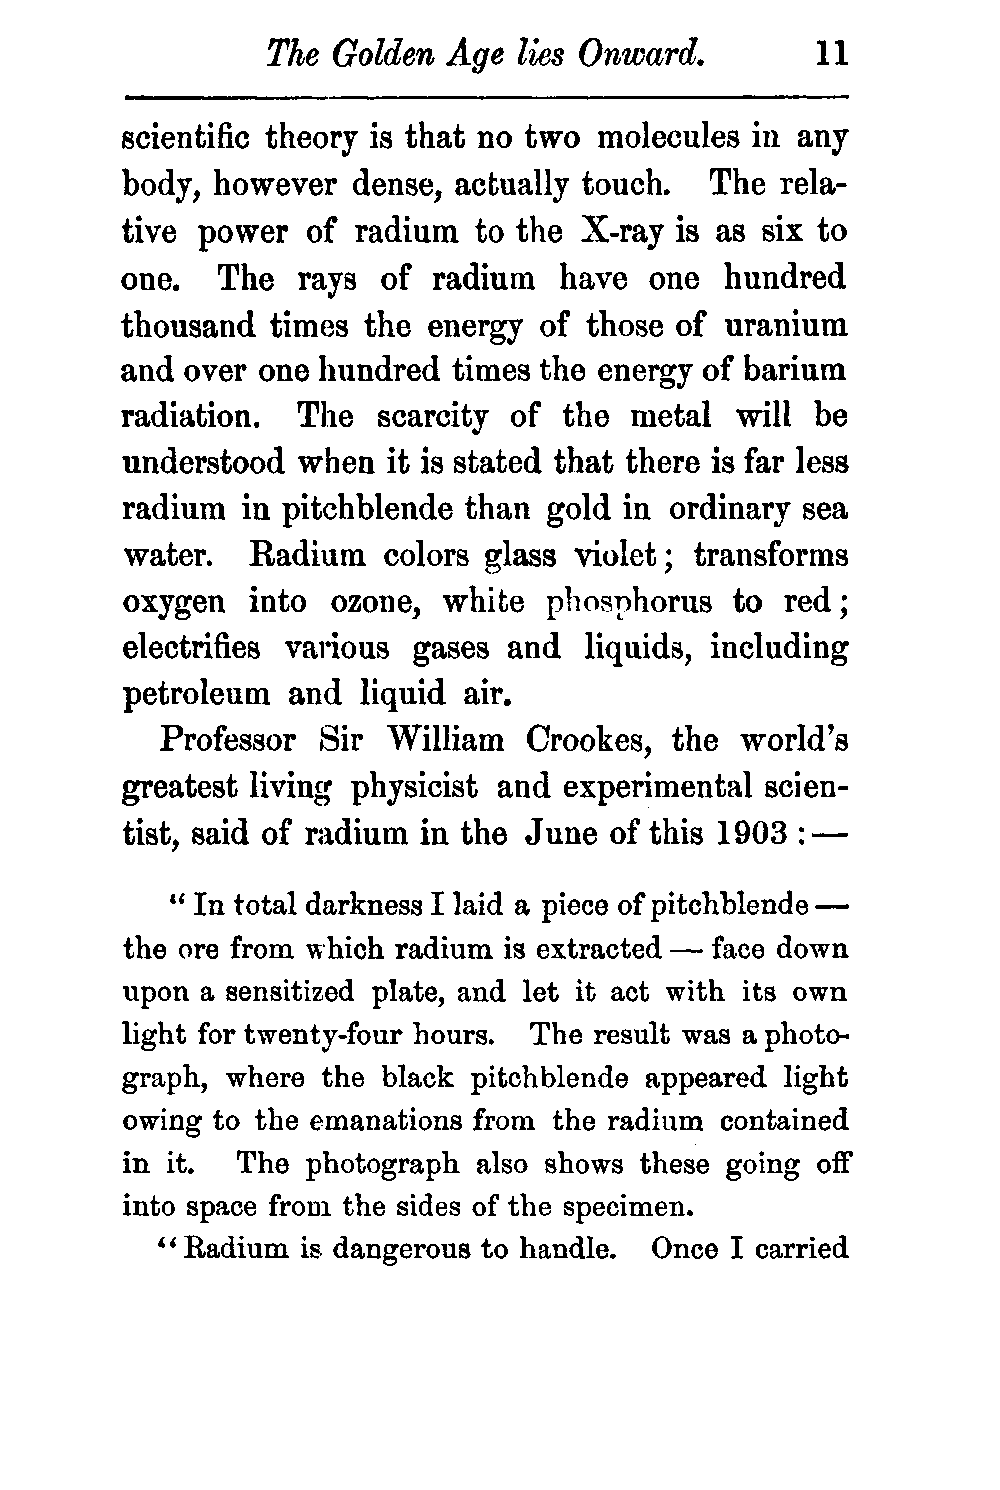 The Golden Age lies Onward. 11
scientific theory is that no two molecules in any
body, however dense, actually touch. The rela-
tive power of radium to the X-ray is as six to
one. The rays of radium have one hundred
thousand times the energy of those of uranium
and over one hundred times the energy of barium
radiation. The scarcity of the metal will be
understood when it is stated that there is far less
radium in pitchblende than gold in ordinary sea
water. Radium colors glass violet; transforms
oxygen into ozone, white phosphorus to red;
electrifies various gases and liquids, including
petroleum and liquid air.
Professor Sir William Crookes, the world's
greatest living physicist and experimental scien-
tist, said of radium in the June of this 1903:—
"In total darkness I laid a piece of pitchblende—
the ore from which radium is extracted — face down
upon a sensitized plate, and let it act with its own
light for twenty-four hours. The result was a photo-
graph, where the black pitchblende appeared light
owing to the emanations from the radium contained
in it. The photograph also shows these going off
into space from the sides of the specimen.
"Radium is dangerous to handle. Once I carried